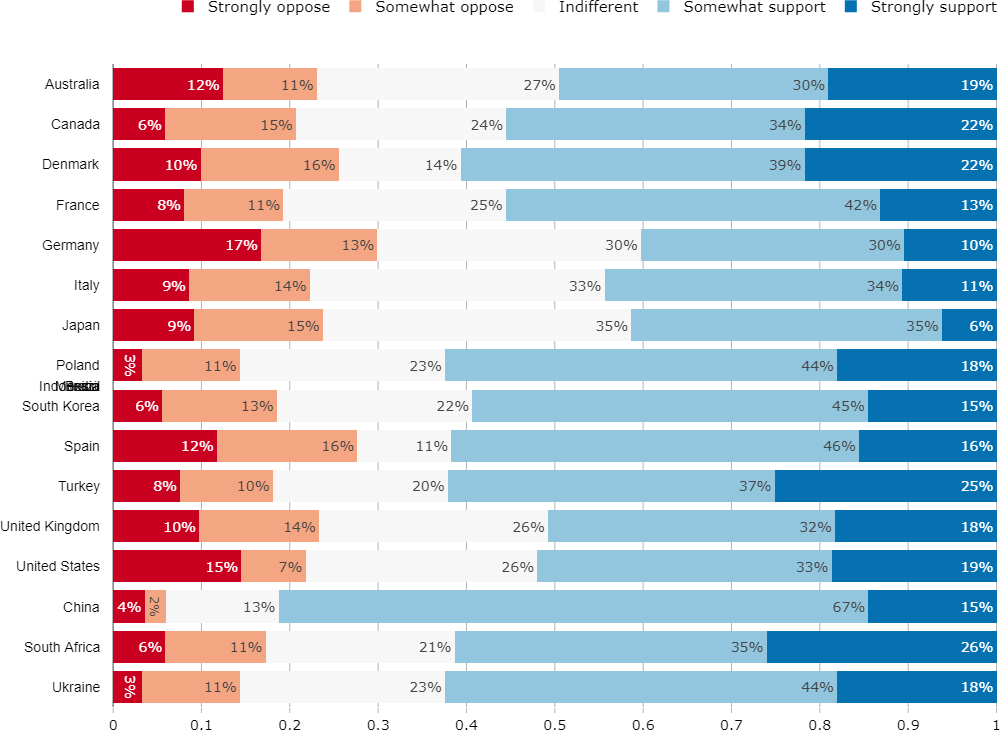 Strongly oppose Somewhat oppose Indifferent Somewhat support Strongly support
Australia 12% 11% 27% 30% 19%
Canada 6% 15% 24% 34% 22%
Denmark 10% 16% 14% 39% 22%
France 8% 11% 25% 42% 13%
Germany 17% 13% 30% 30% 10%
Italy 9% 14% 33% 34% 11%
Japan 9% 15% 35% 35% 6%
Poland 3% 11% 23% 44% 18%
South Korea 6% 13% 22% 45% 15%
Spain 12% 16% 11% 46% 16%
Turkey 8% 10% 20% 37% 25%
United Kingdom 10% 14% 26% 32% 18%
United States 15% 7% 26% 33% 19%
China 4% 2% 13% 67% 15%
South Africa 6% 11% 21% 35% 26%
Ukraine 3% 11% 23% 44% 18%
0 0.1 0.2 0.3 0.4 0.5 0.6 0.7 0.8 0.9 1